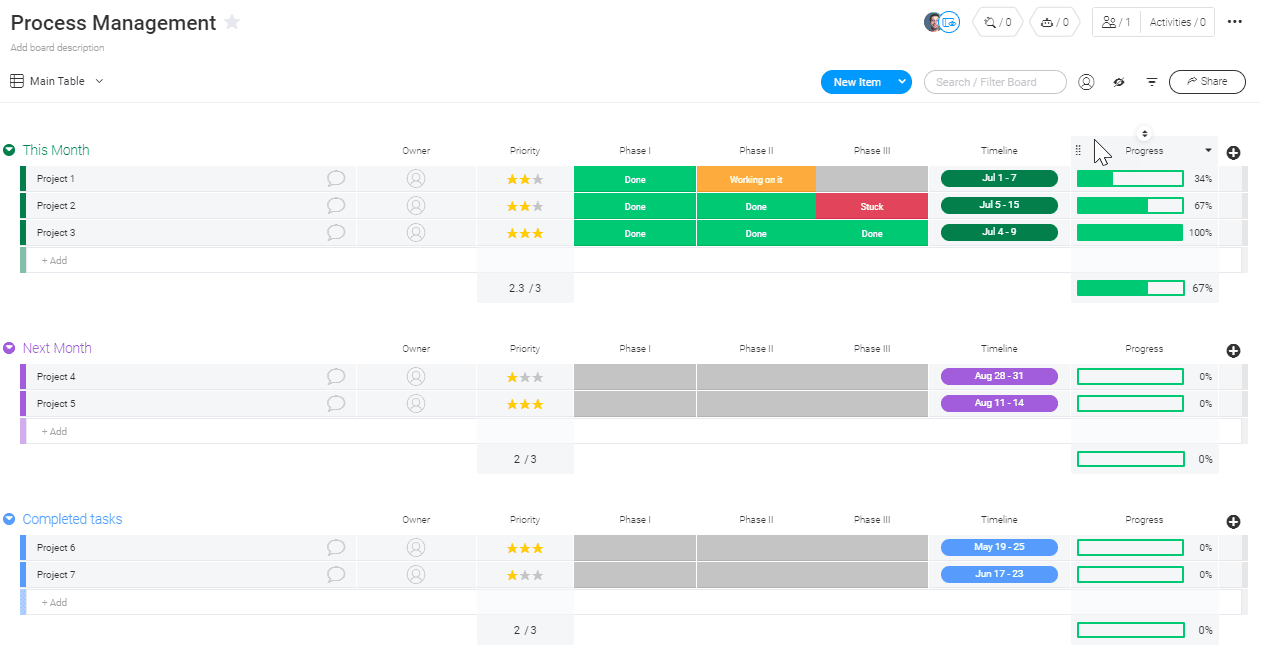 Process Management
/ 0
/ 0
/ 1
Activities / 0
Add board description
Main Table
New Item
Search / Filter Board
Share
This Month
Owner
Priority
Phase I
Phase II
Phase III
Timeline
Progress
Project 1
Done
Working on it
Jul 1 - 7
34%
Project 2
Done
Done
Stuck
Jul 5 - 15
67%
Project 3
Done
Done
Done
Jul 4 - 9
100%
+ Add
2.3 / 3
67%
Next Month
Owner
Priority
Phase I
Phase II
Phase III
Timeline
Progress
Project 4
Aug 28 - 31
0%
Project 5
Aug 11 - 14
0%
+ Add
2 / 3
0%
Completed tasks
Owner
Priority
Phase I
Phase II
Phase III
Timeline
Progress
Project 6
May 19 - 25
0%
Project 7
Jun 17 - 23
0%
+ Add
2 / 3
0%